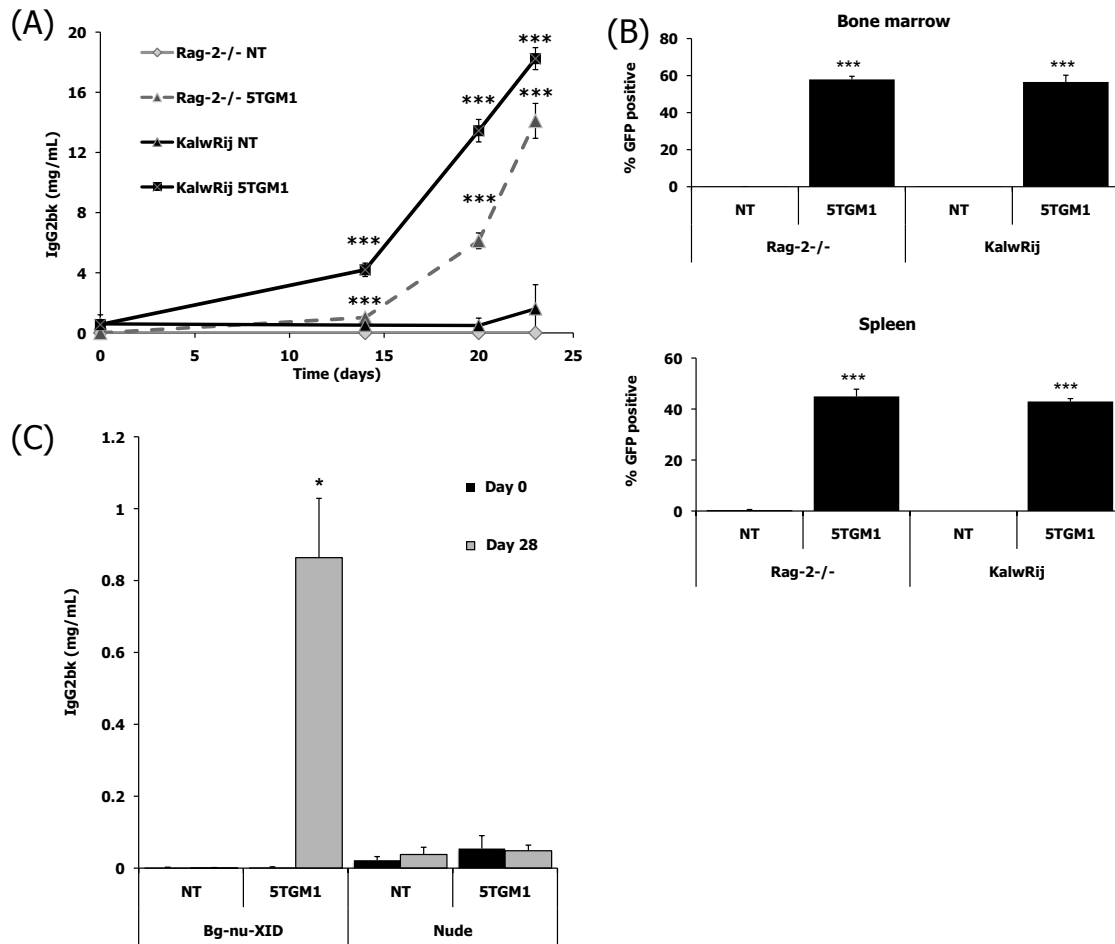 (A)
Rag-2-/- NT
Rag-2-/- 5TGM1
KalwRij NT
KalwRij 5TGM1
IgG2bk (mg/mL)
20
16
12
8
4
0
***
***
***
***
***
***
0
5
10
15
20
25
Time (days)
(B)
Bone marrow
% GFP positive
80
60
40
20
0
***
***
NT
5TGM1
NT
5TGM1
Rag-2-/-
KalwRij
Spleen
% GFP positive
60
40
20
0
***
***
NT
5TGM1
NT
5TGM1
Rag-2-/-
KalwRij
(C)
IgG2bk (mg/mL)
1.2
1
0.8
0.6
0.4
0.2
0
*
Day 0
Day 28
NT
5TGM1
NT
5TGM1
Bg-nu-XID
Nude